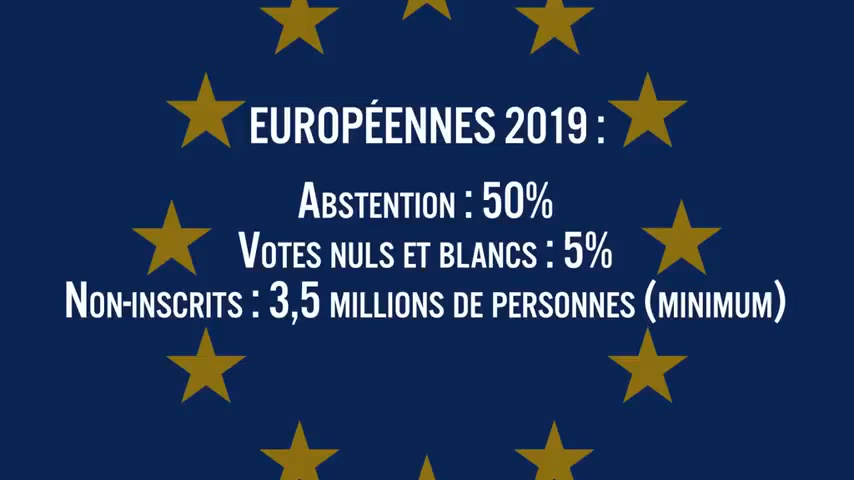 EUROPÉENNES 2019 :
ABSTENTION : 50%
VOTES NULS ET BLANCS : 5%
NON-INSCRITS : 3,5 MILLIONS DE PERSONNES (MINIMUM)